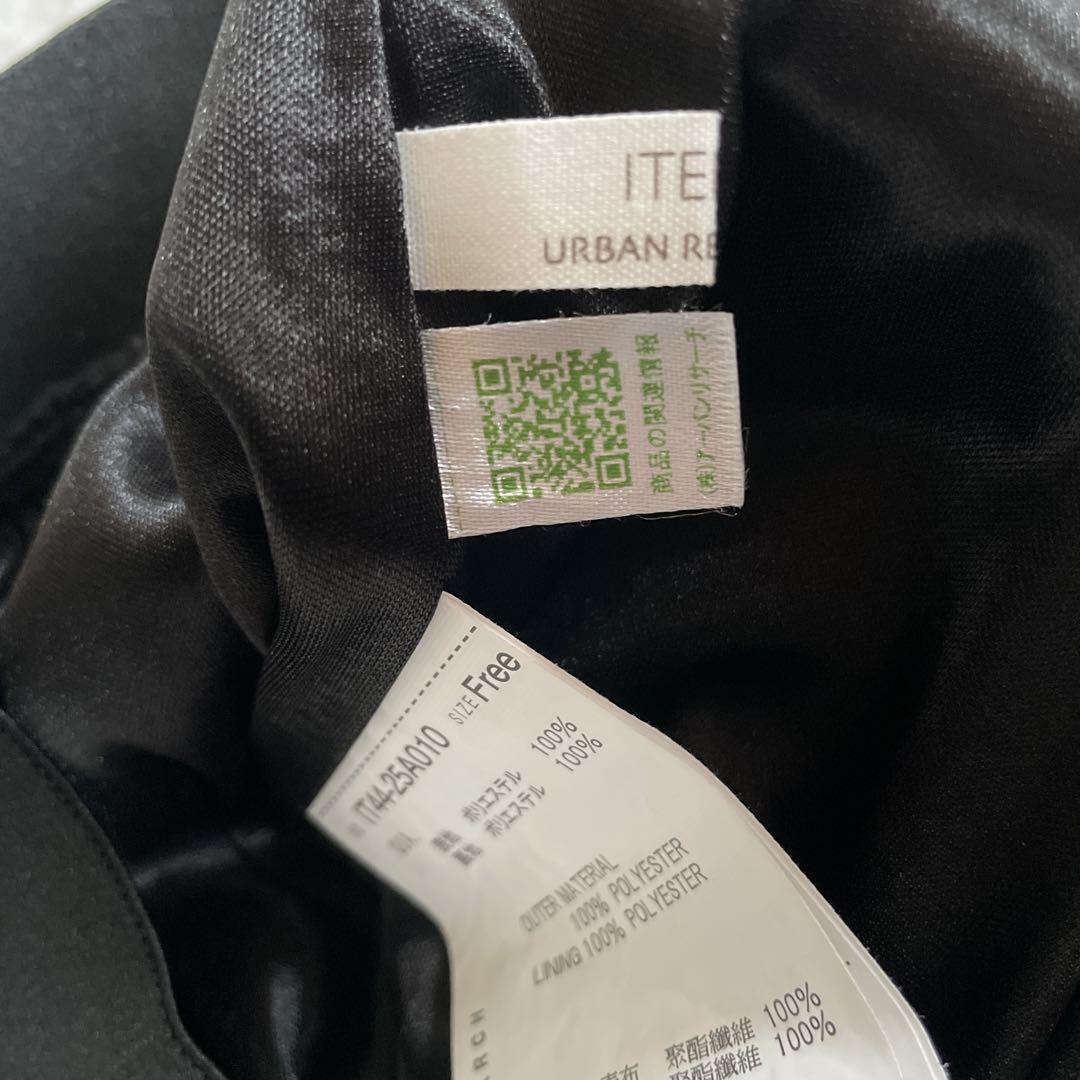 ITE
URBAN RE
商品の関連情報
(株)アーバンリサーチ
IT44-25A010
SIZE Free
表地 ポリエステル 100%
裏地 ポリエステル 100%
OUTER MATERIAL
100% POLYESTER
LINING 100% POLYESTER
表布 聚酯纖維 100%
聚酯纖維 100%
ARCH